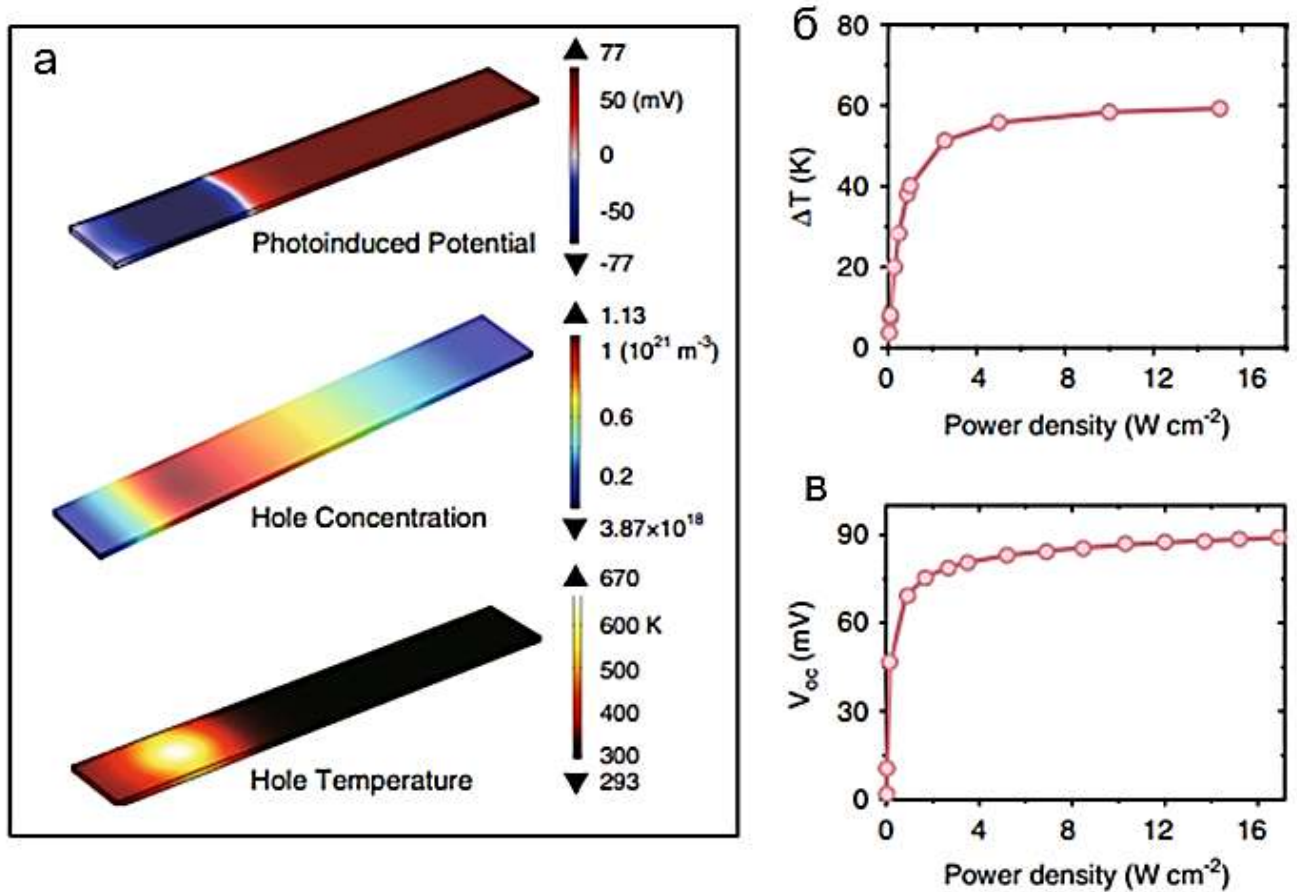 а
77
50 (mV)
0
-50
-77
Photoinduced Potential
1.13
1 (10²¹ m⁻³)
0.6
0.2
3.87×10¹⁸
Hole Concentration
670
600 K
500
400
300
293
Hole Temperature
б
80
60
40
20
0
ΔT (K)
0 4 8 12 16
Power density (W cm⁻²)
в
90
60
30
0
Voc (mV)
0 4 8 12 16
Power density (W cm⁻²)